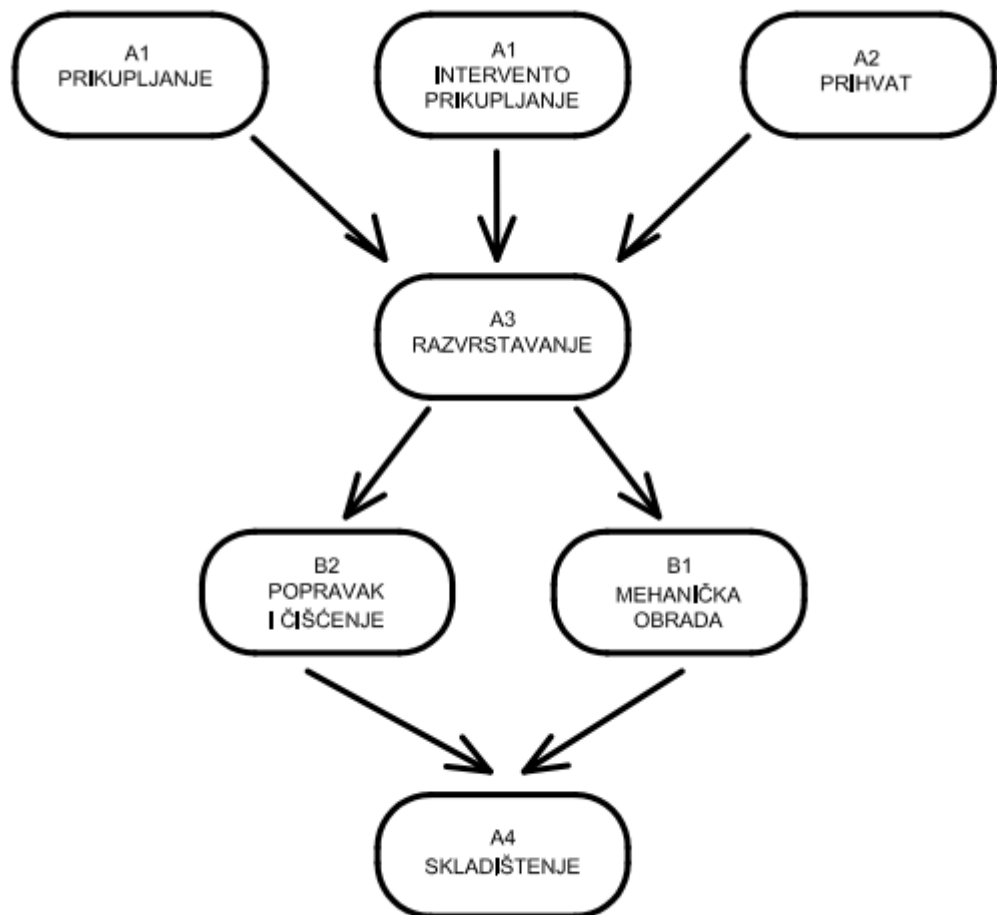 A1
PRIKUPLJANJE
A1
INTERVENTO
PRIKUPLJANJE
A2
PRIHVAT
A3
RAZVRSTAVANJE
B2
POPRAVAK
I ČIŠĆENJE
B1
MEHANIČKA
OBRADA
A4
SKLADIŠTENJE